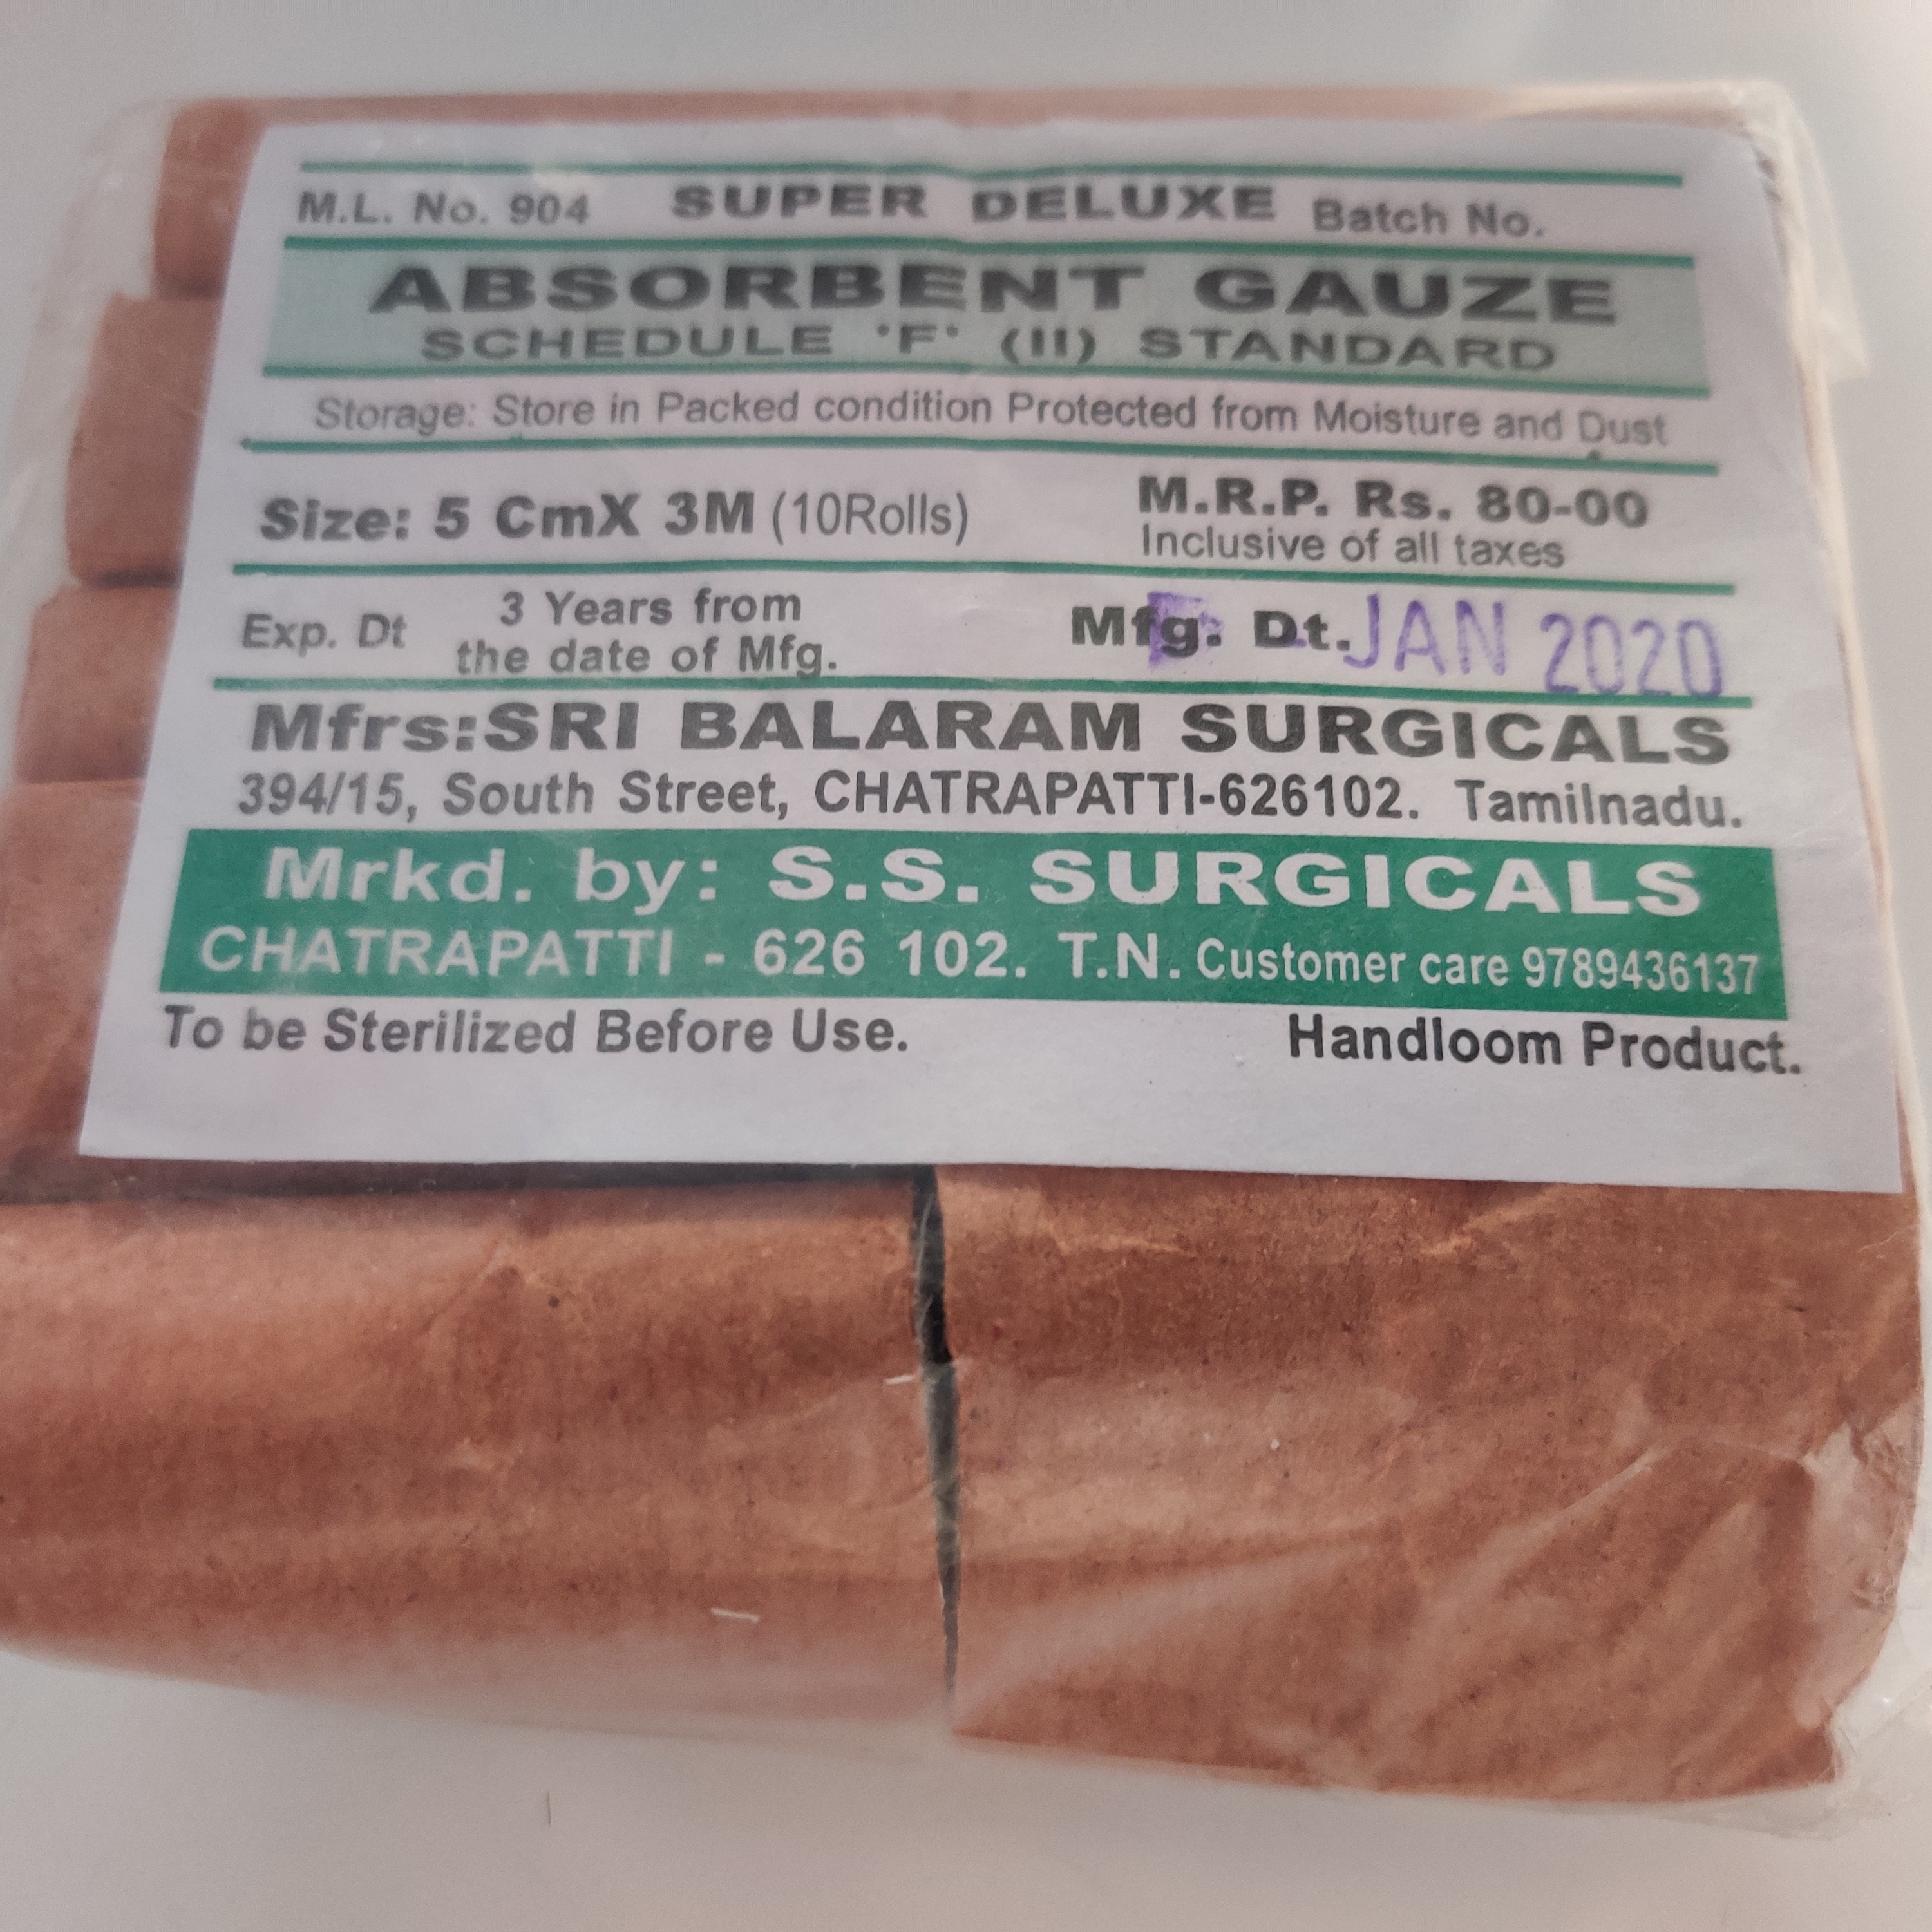 M.L. No. 904 SUPER DELUXE Batch No.
ABSORBENT GAUZE
SCHEDULE 'F' (II) STANDARD
Storage: Store in Packed condition Protected from Moisture and Dust
Size: 5 CmX 3M (10Rolls) M.R.P. Rs. 80-00
Inclusive of all taxes
Exp. Dt 3 Years from
the date of Mfg.
Mfg. Dt. JAN 2020
Mfrs:SRI BALARAM SURGICALS
394/15, South Street, CHATRAPATTI-626102. Tamilnadu.
Mrkd. by: S.S. SURGICALS
CHATRAPATTI - 626 102. T.N. Customer care 9789436137
To be Sterilized Before Use. Handloom Product.